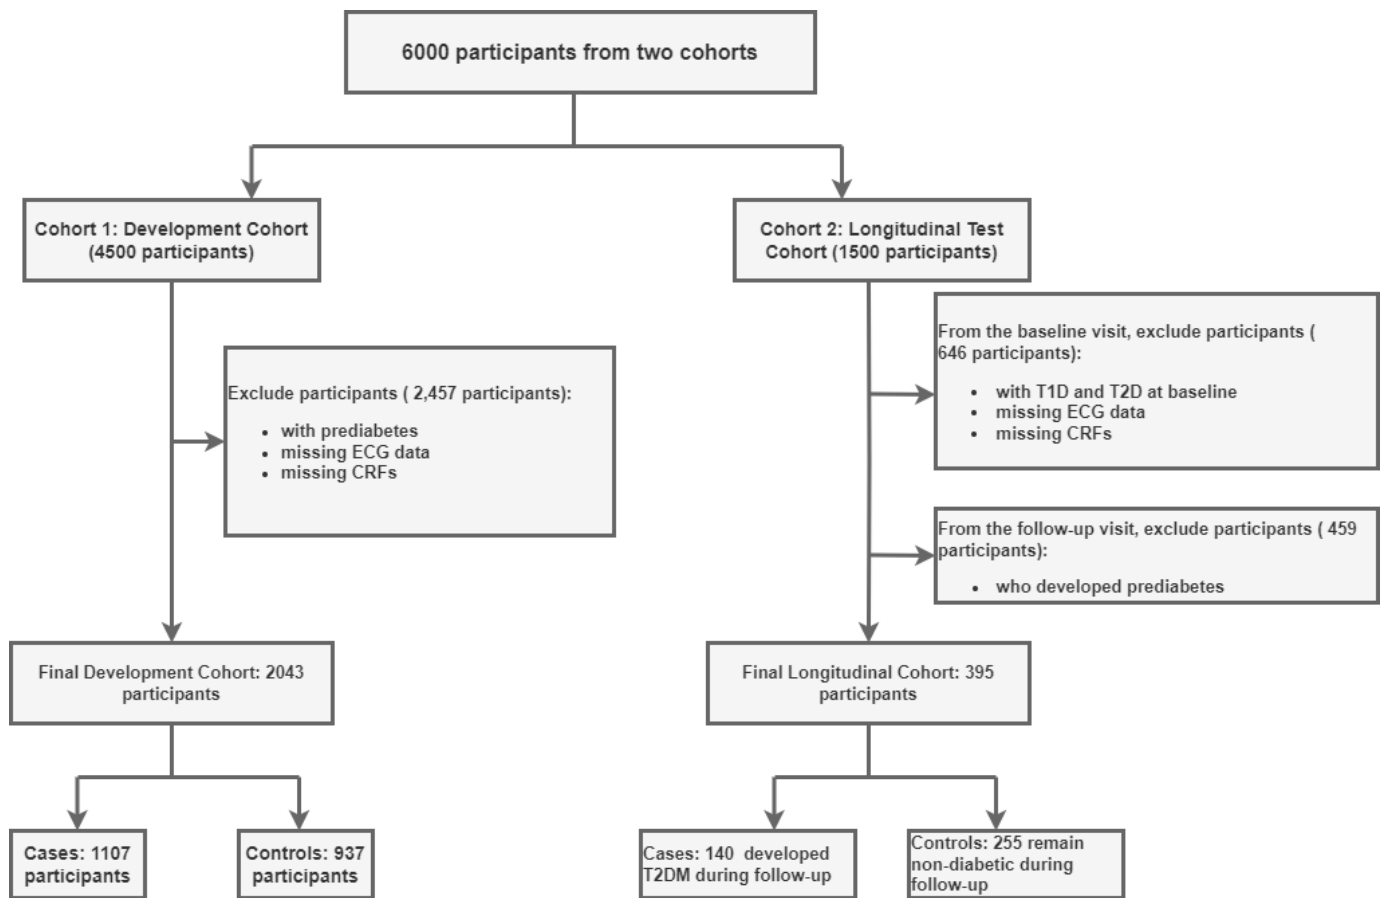 6000 participants from two cohorts
Cohort 1: Development Cohort
(4500 participants)
Cohort 2: Longitudinal Test
Cohort (1500 participants)
Exclude participants ( 2,457 participants):
• with prediabetes
• missing ECG data
• missing CRFs
From the baseline visit, exclude participants (
646 participants):
• with T1D and T2D at baseline
• missing ECG data
• missing CRFs
From the follow-up visit, exclude participants ( 459
participants):
• who developed prediabetes
Final Development Cohort: 2043
participants
Final Longitudinal Cohort: 395
participants
Cases: 1107
participants
Controls: 937
participants
Cases: 140 developed
T2DM during follow-up
Controls: 255 remain
non-diabetic during
follow-up